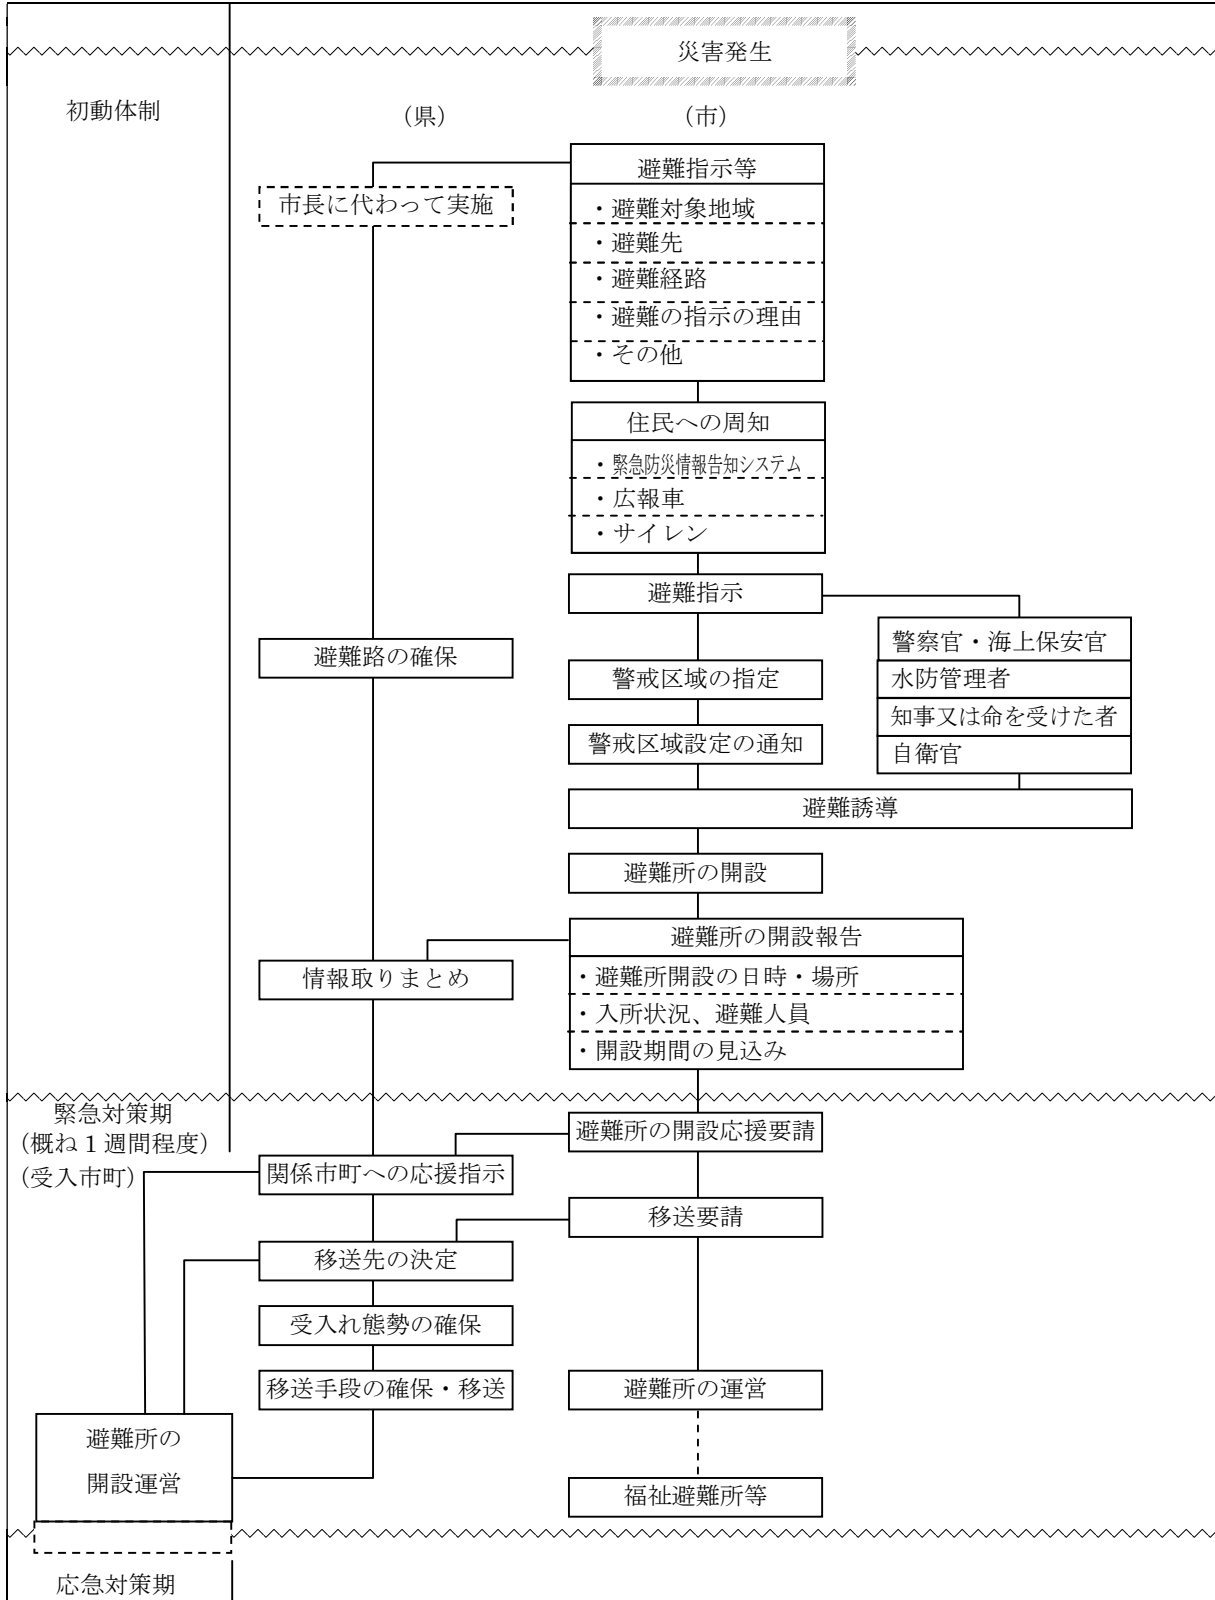 災害発生
初動体制
（県）
（市）
避難指示等
市長に代わって実施
・避難対象地域
・避難先
・避難経路
・避難の指示の理由
・その他
住民への周知
・緊急防災情報告知システム
・広報車
・サイレン
避難指示
警察官・海上保安官
避難路の確保
警戒区域の指定
水防管理者
知事又は命を受けた者
警戒区域設定の通知
自衛官
避難誘導
避難所の開設
避難所の開設報告
情報取りまとめ
・避難所開設の日時・場所
・入所状況、避難人員
・開設期間の見込み
緊急対策期
（概ね１週間程度）
（受入市町）
避難所の開設応援要請
関係市町への応援指示
移送要請
移送先の決定
受入れ態勢の確保
移送手段の確保・移送
避難所の運営
避難所の
開設運営
福祉避難所等
応急対策期